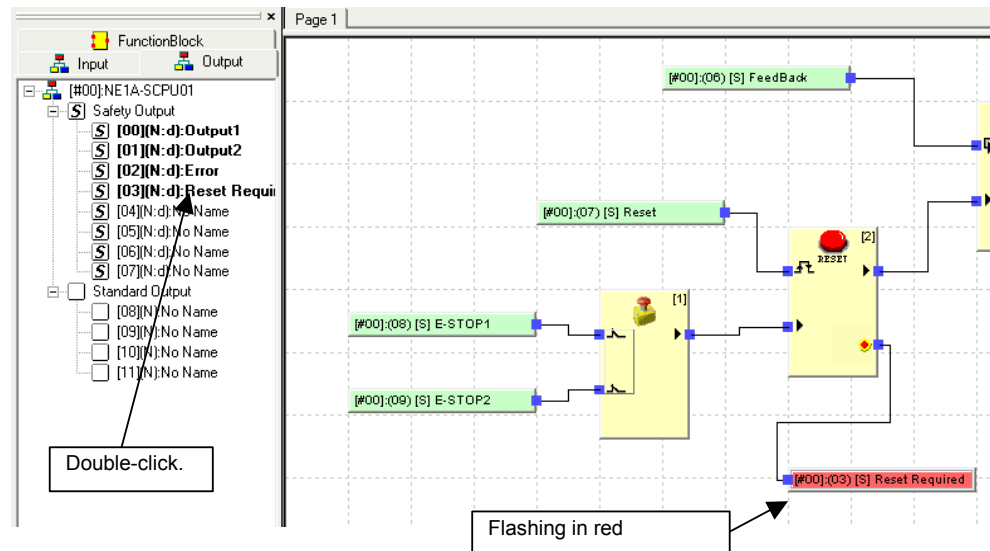 Page 1
FunctionBlock
Input
Output
[#00]:NE1A-SCPU01
Safety Output
[00](N:d):Output1
[01](N:d):Output2
[02](N:d):Error
[03](N:d):Reset Requi
[04](N:d):No Name
[05](N:d):No Name
[06](N:d):No Name
[07](N:d):No Name
Standard Output
[08](N):No Name
[09](N):No Name
[10](N):No Name
[11](N):No Name
Double-click.
[#00]:(06) [S] FeedBack
[#00]:(07) [S] Reset
[2]
RESET
[1]
[#00]:(08) [S] E-STOP1
[#00]:(09) [S] E-STOP2
[#00]:(03) [S] Reset Required
Flashing in red